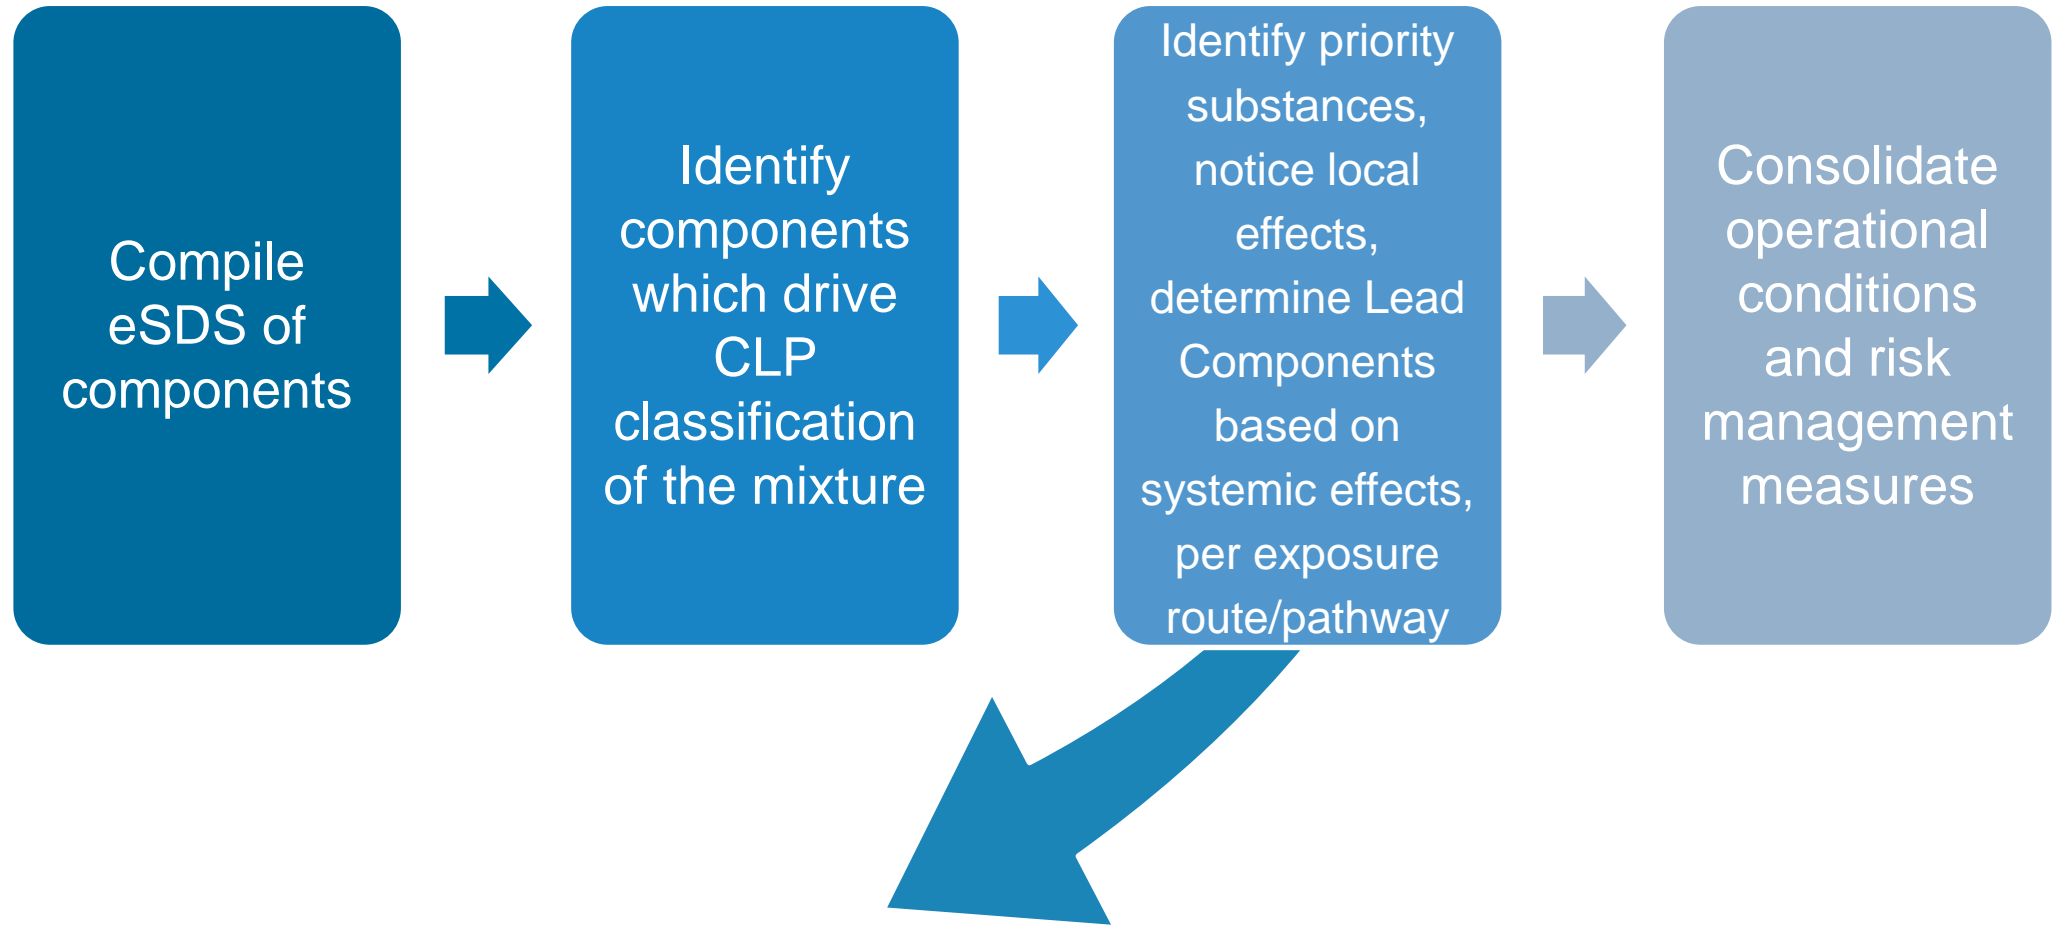 Compile
eSDS of
components
Identify
components
which drive
CLP
classification
of the mixture
Identify priority
substances,
notice local
effects,
determine Lead
Components
based on
systemic effects,
per exposure
route/pathway
Consolidate
operational
conditions
and risk
management
measures